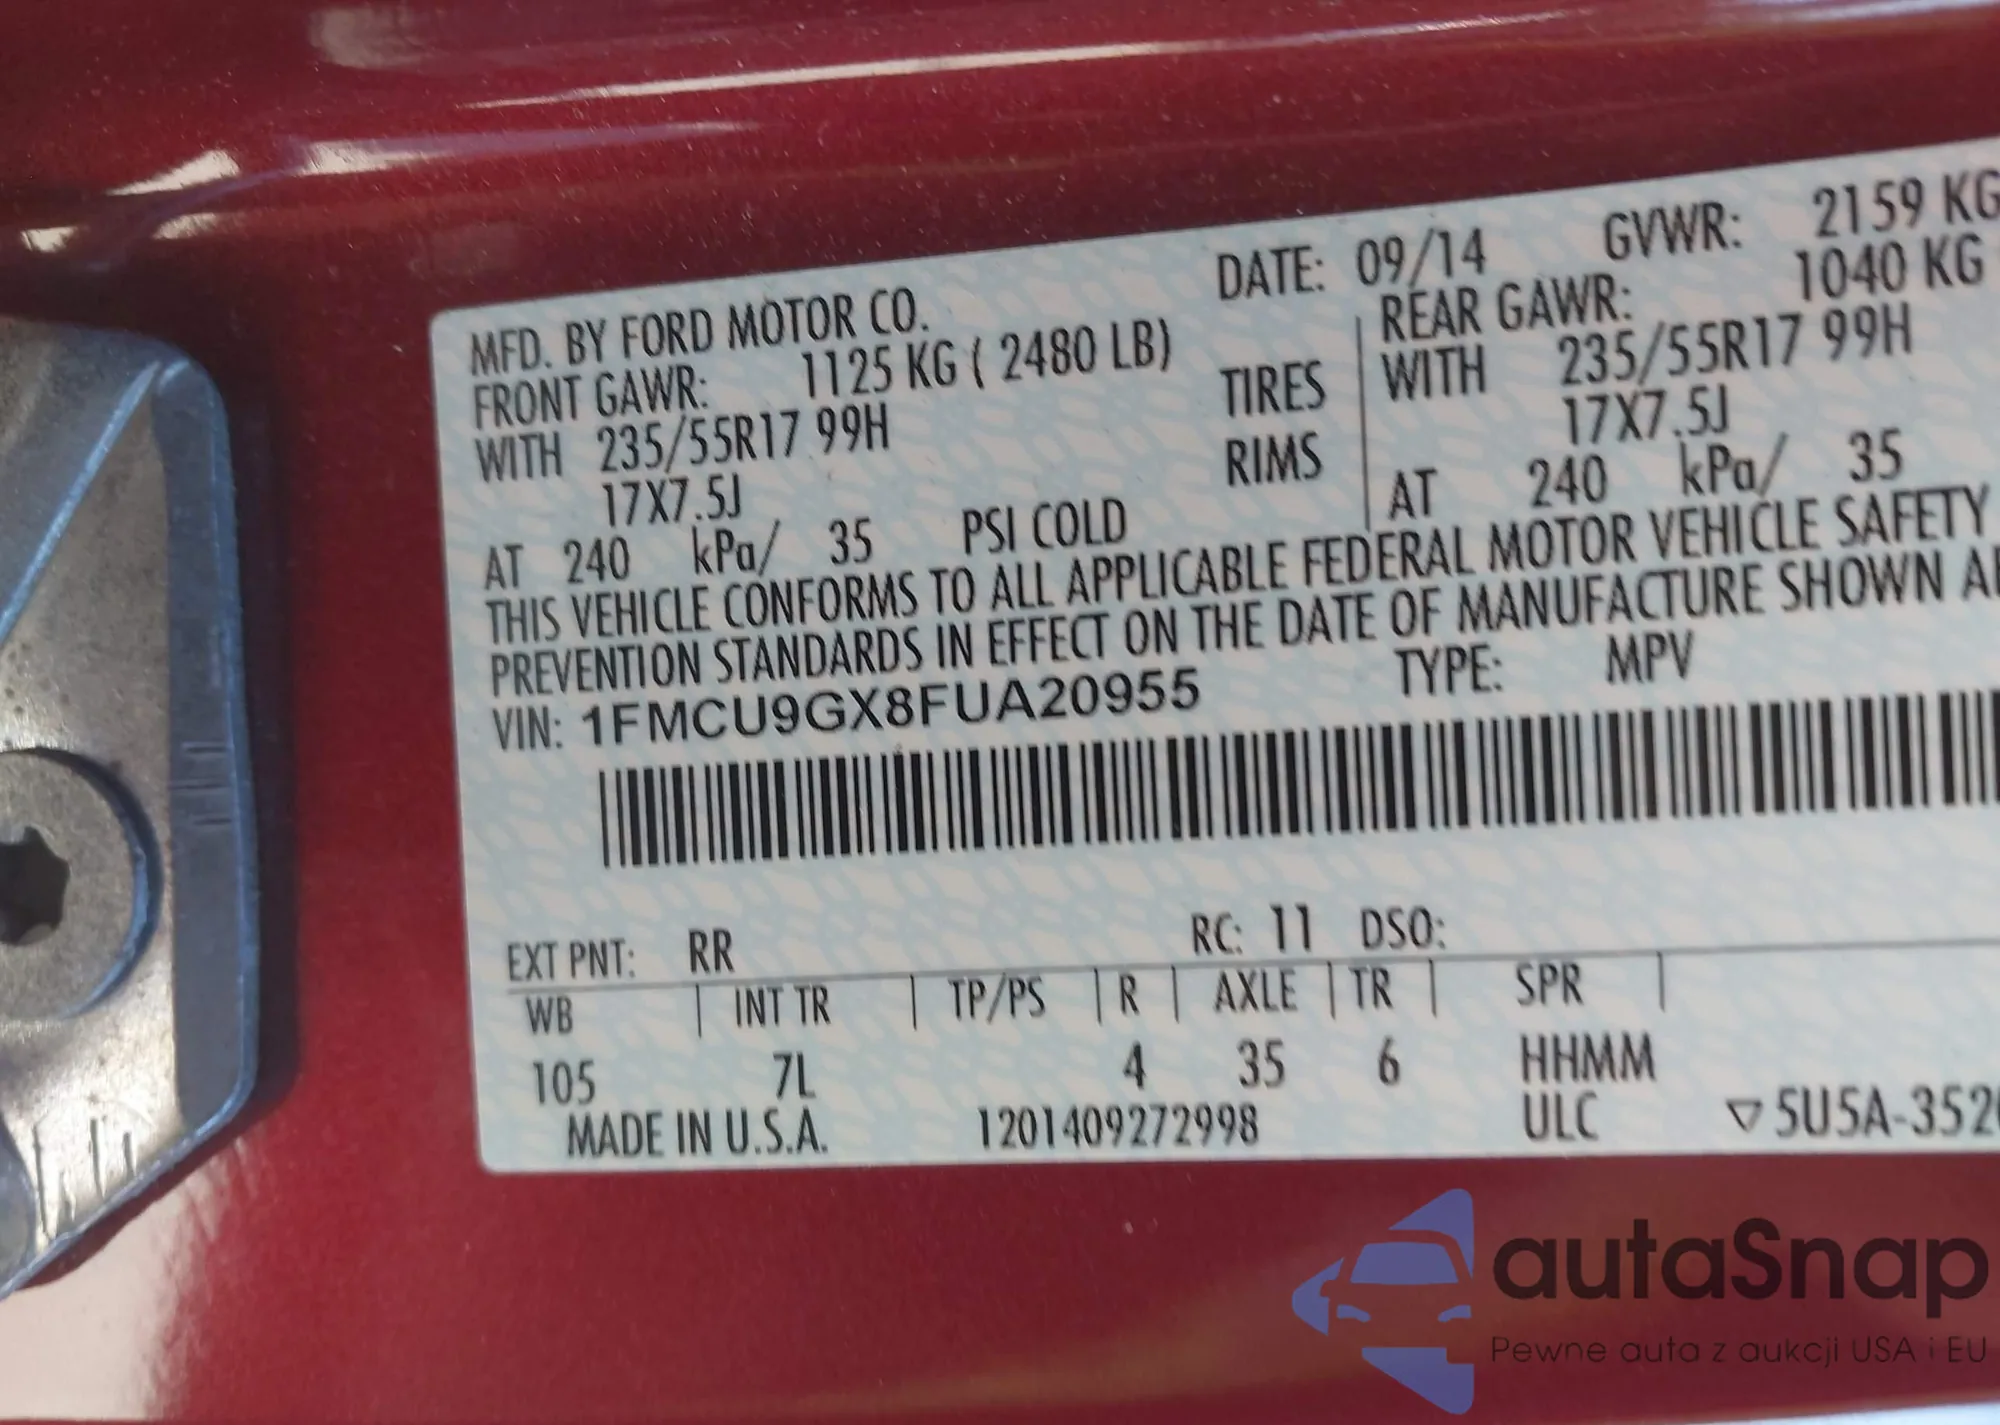 MFD. BY FORD MOTOR CO. DATE: 09/14 GVWR: 2159 KG
FRONT GAWR: 1125 KG ( 2480 LB) REAR GAWR: 1040 KG
WITH 235/55R17 99H TIRES WITH 235/55R17 99H
17X7.5J RIMS 17X7.5J
AT 240 kPa/ 35 PSI COLD AT 240 kPa/ 35
THIS VEHICLE CONFORMS TO ALL APPLICABLE FEDERAL MOTOR VEHICLE SAFETY
PREVENTION STANDARDS IN EFFECT ON THE DATE OF MANUFACTURE SHOWN
VIN: 1FMCU9GX8FUA20955 TYPE: MPV
EXT PNT: RR RC: 11 DSO:
WB | INT TR | TP/PS | R | AXLE | TR | SPR |
105 7L 4 35 6 HHMM
MADE IN U.S.A. 1201409272998 ULC ▽5U5A-352
autaSnap
Pewne auta z aukcji USA i EU